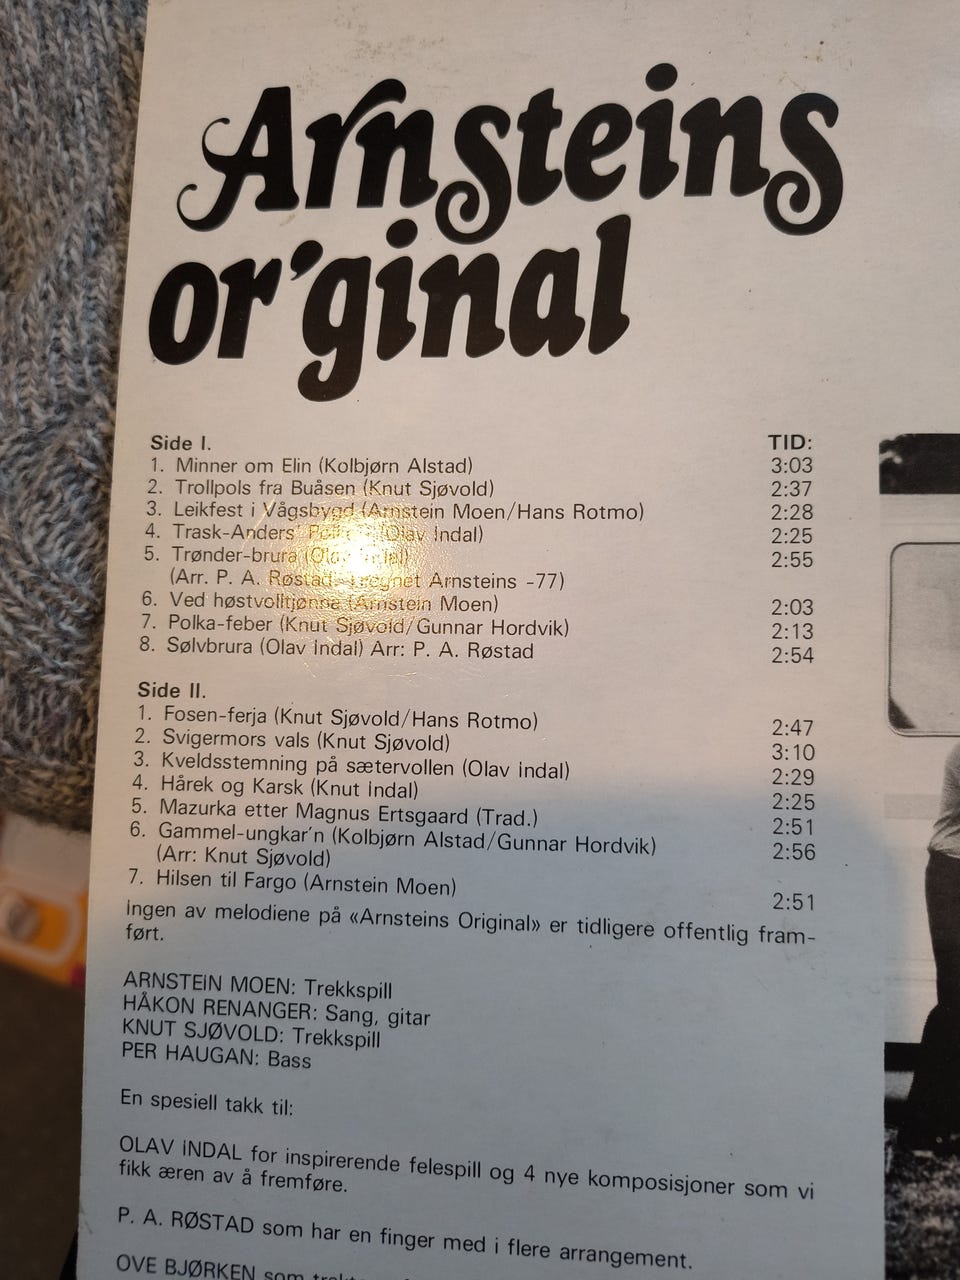 Arnsteins
or'ginal
Side I. TID:
1. Minner om Elin (Kolbjørn Alstad) 3:03
2. Trollpols fra Buåsen (Knut Sjøvold) 2:37
3. Leikfest i Vågsbygd (Arnstein Moen/Hans Rotmo) 2:28
4. Trask-Anders' (Olav Indal) 2:25
5. Trønder-brura (Olav Indal) 2:55
(Arr. P. A. Røstad Arnsteins -77)
6. Ved høstvolltjønna (Arnstein Moen) 2:03
7. Polka-feber (Knut Sjøvold/Gunnar Hordvik) 2:13
8. Sølvbrura (Olav Indal) Arr: P. A. Røstad 2:54
Side II.
1. Fosen-ferja (Knut Sjøvold/Hans Rotmo) 2:47
2. Svigermors vals (Knut Sjøvold) 3:10
3. Kveldsstemning på sætervollen (Olav indal) 2:29
4. Hårek og Karsk (Knut indal) 2:25
5. Mazurka etter Magnus Ertsgaard (Trad.) 2:51
6. Gammel-ungkar'n (Kolbjørn Alstad/Gunnar Hordvik) 2:56
(Arr: Knut Sjøvold)
7. Hilsen til Fargo (Arnstein Moen) 2:51
Ingen av melodiene på «Arnsteins Original» er tidligere offentlig fram-
ført.
ARNSTEIN MOEN: Trekkspill
HÅKON RENANGER: Sang, gitar
KNUT SJØVOLD: Trekkspill
PER HAUGAN: Bass
En spesiell takk til:
OLAV INDAL for inspirerende felespill og 4 nye komposisjoner som vi
fikk æren av å fremføre.
P. A. RØSTAD som har en finger med i flere arrangement.
OVE BJØRKEN som